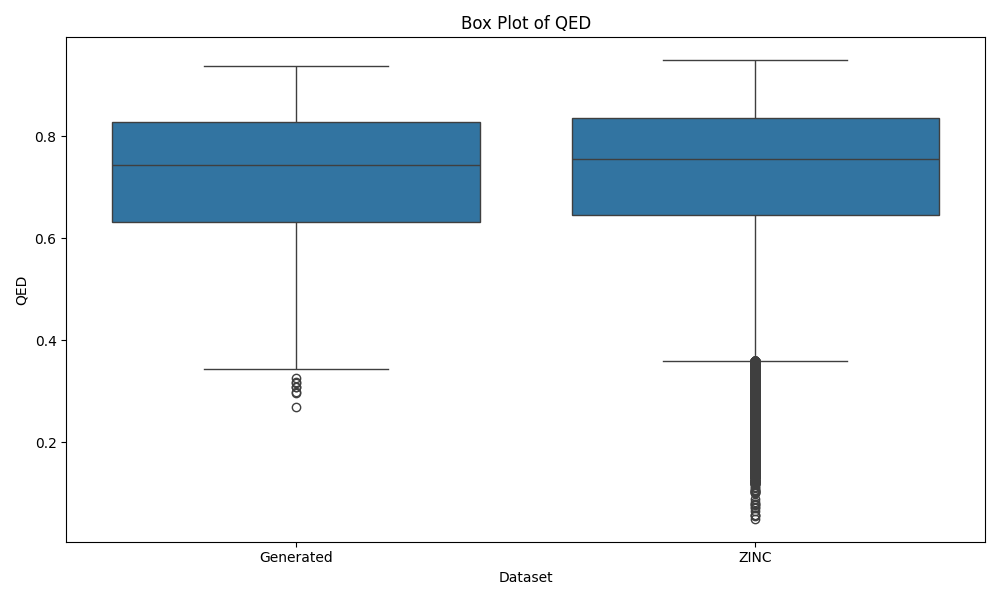 Box Plot of QED
QED
0.8
0.6
0.4
0.2
Generated
ZINC
Dataset